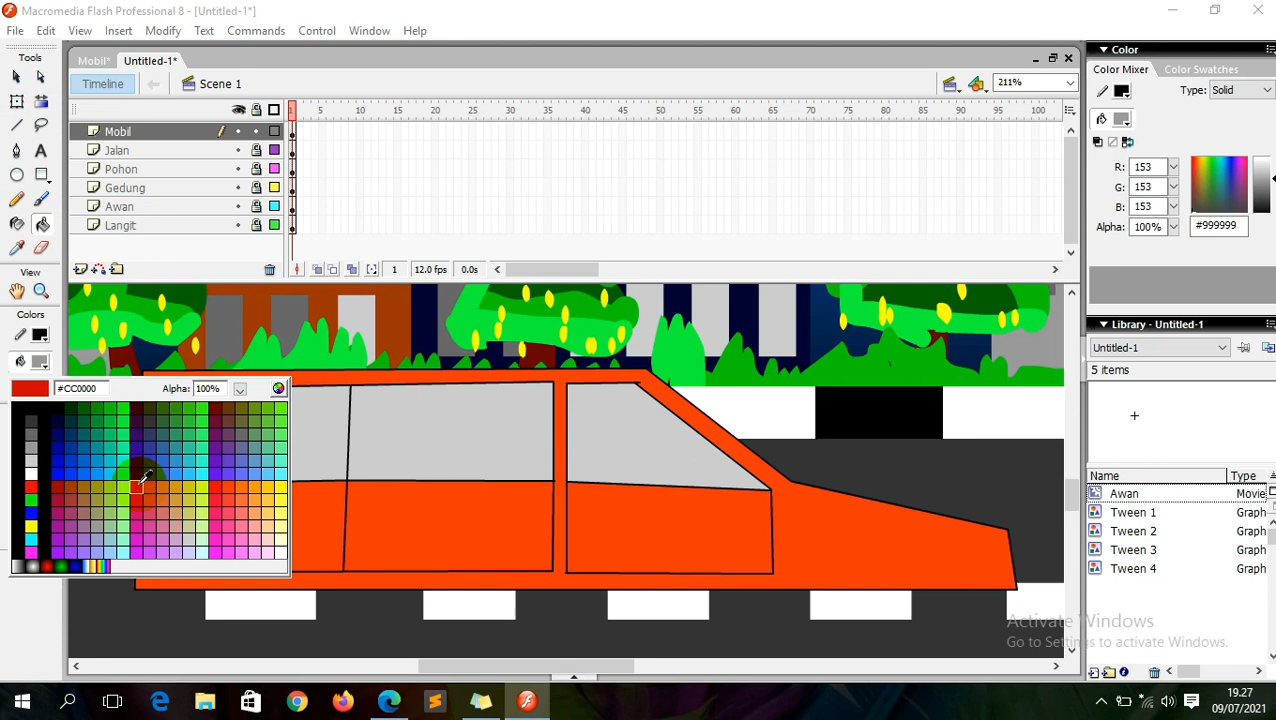 Macromedia Flash Professional 8 - [Untitled-1*]
File Edit View Insert Modify Text Commands Control Window Help
Tools
View
Colors
Mobil* Untitled-1*
Timeline Scene 1 211%
1 5 10 15 20 25 30 35 40 45 50 55 60 65 70 75 80 85 90 95 100
Mobil
Jalan
Pohon
Gedung
Awan
Langit
1 12.0 fps 0.0s
#CC0000 Alpha: 100%
Color
Color Mixer Color Swatches
Type: Solid
R: 153
G: 153
B: 153
Alpha: 100% #999999
Library - Untitled-1
Untitled-1
5 items
Name Type
Awan Movie
Tween 1 Graph
Tween 2 Graph
Tween 3 Graph
Tween 4 Graph
Activate Windows
Go to Settings to activate Windows.
19.27
09/07/2021